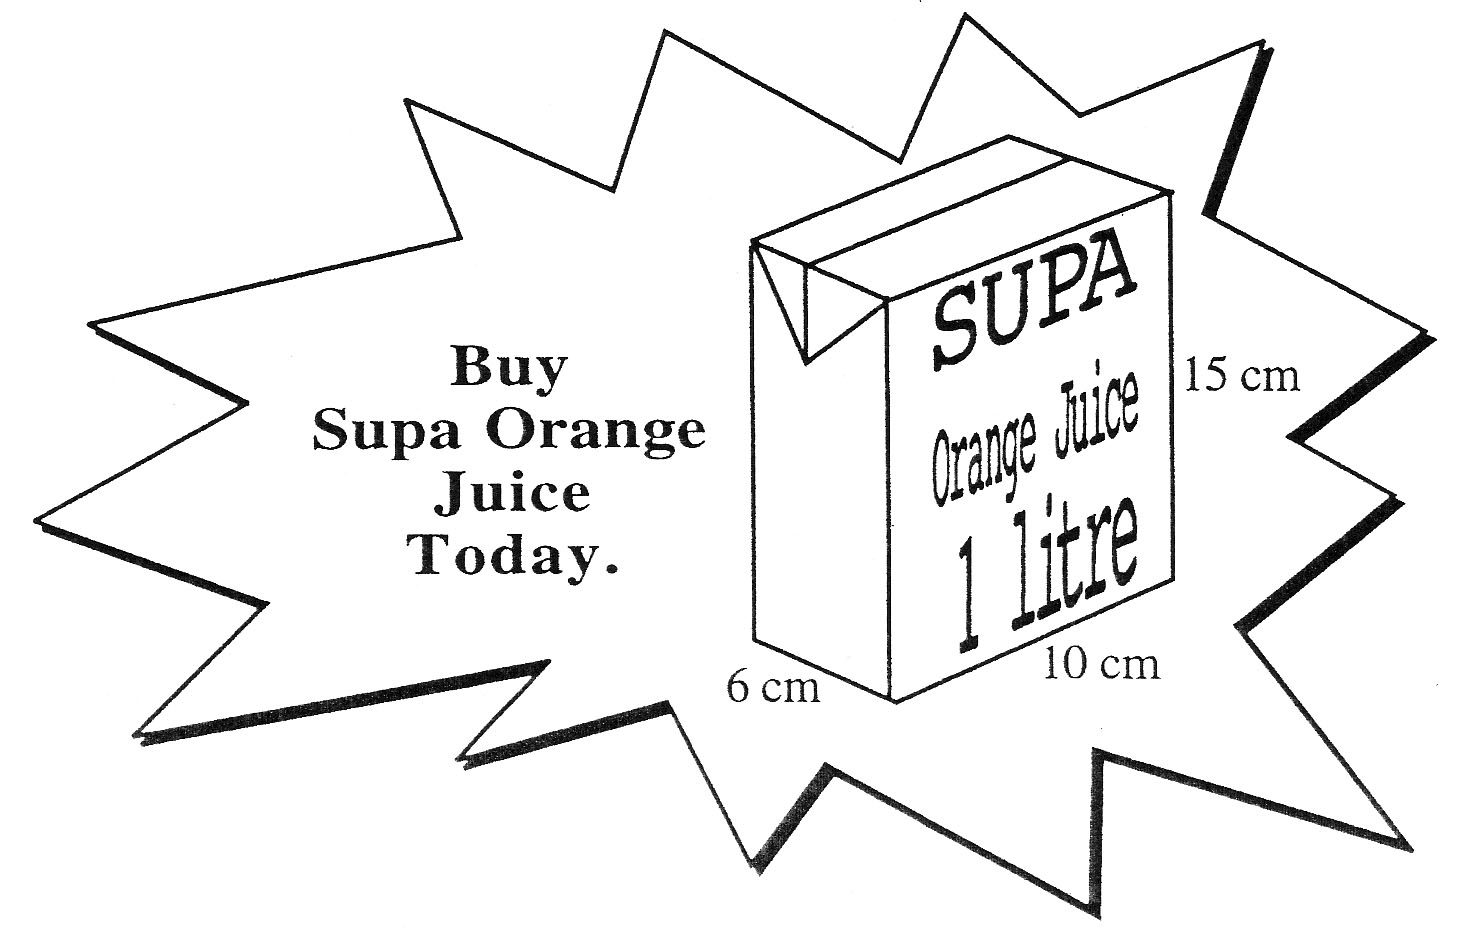 Buy
Supa Orange
Juice
Today.
SUPA
Orange Juice
1 litre
15 cm
10 cm
6 cm